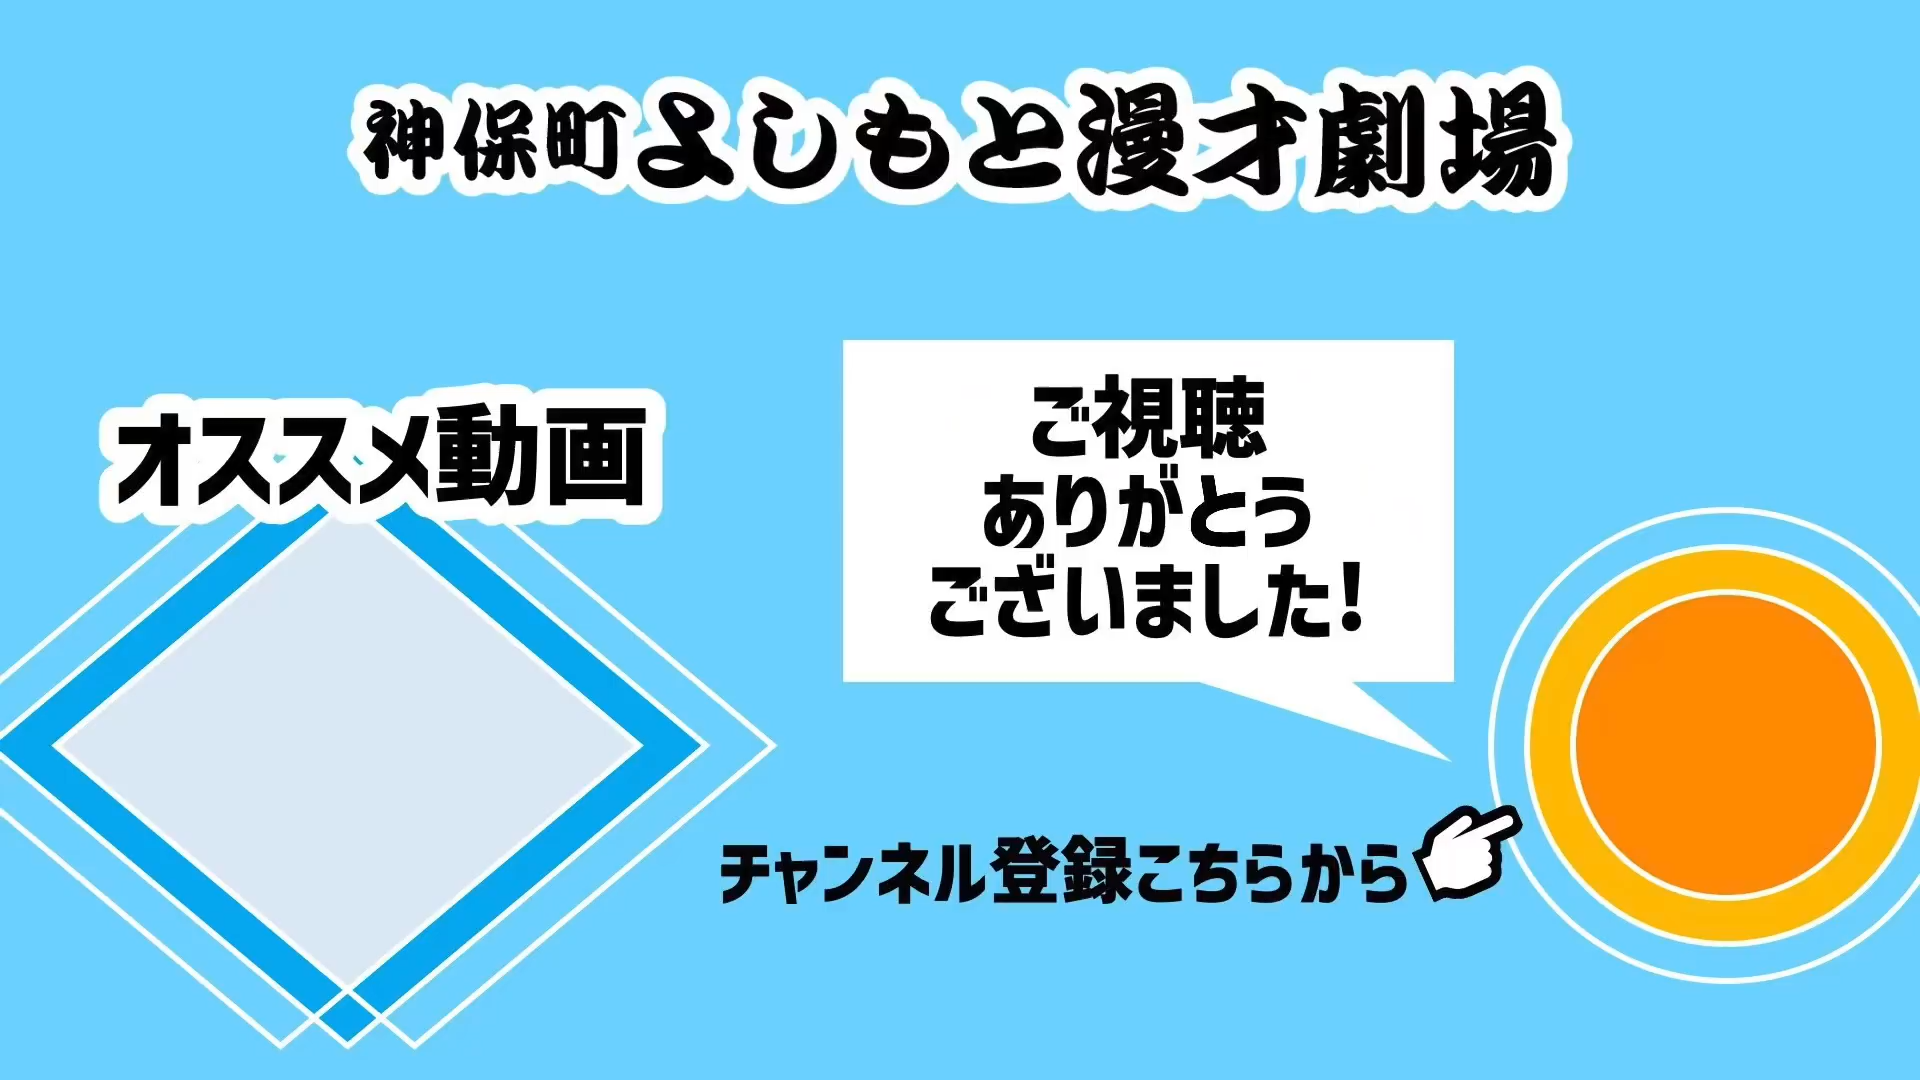 神保町よしもと漫才劇場
オススメ動画
ご視聴
ありがとう
ございました!
チャンネル登録こちらから